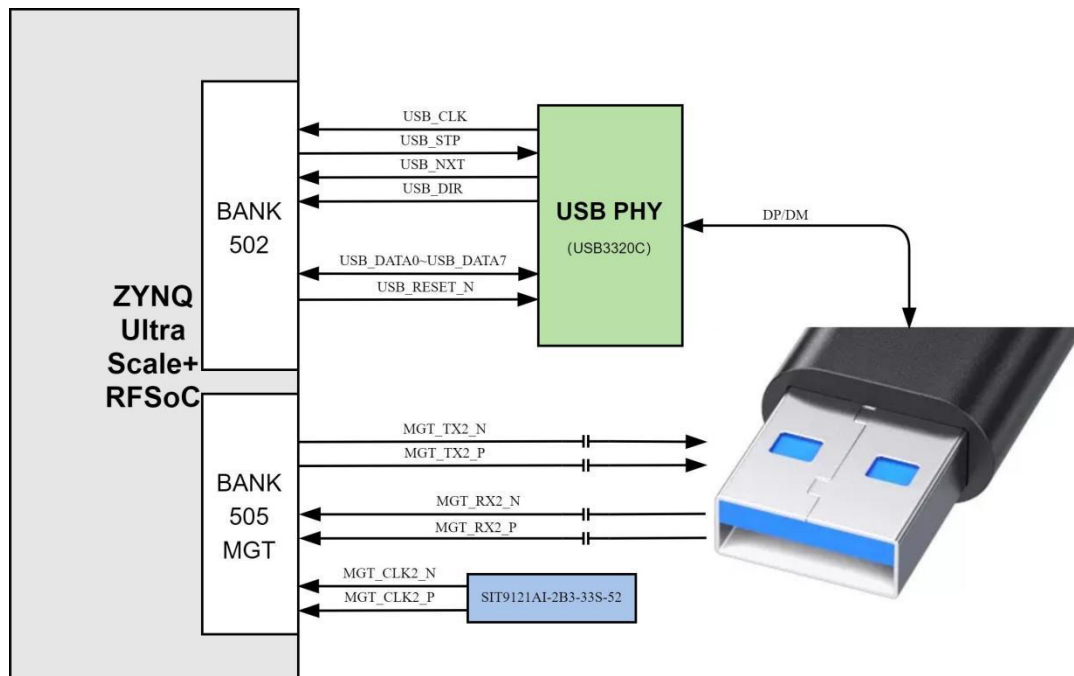 USB_CLK
USB_STP
USB_NXT
USB_DIR
BANK
502
USB PHY
(USB3320C)
DP/DM
USB_DATA0~USB_DATA7
USB_RESET_N
ZYNQ
Ultra
Scale+
RFSoC
MGT_TX2_N
MGT_TX2_P
BANK
505
MGT
MGT_RX2_N
MGT_RX2_P
MGT_CLK2_N
MGT_CLK2_P
SIT9121AI-2B3-33S-52